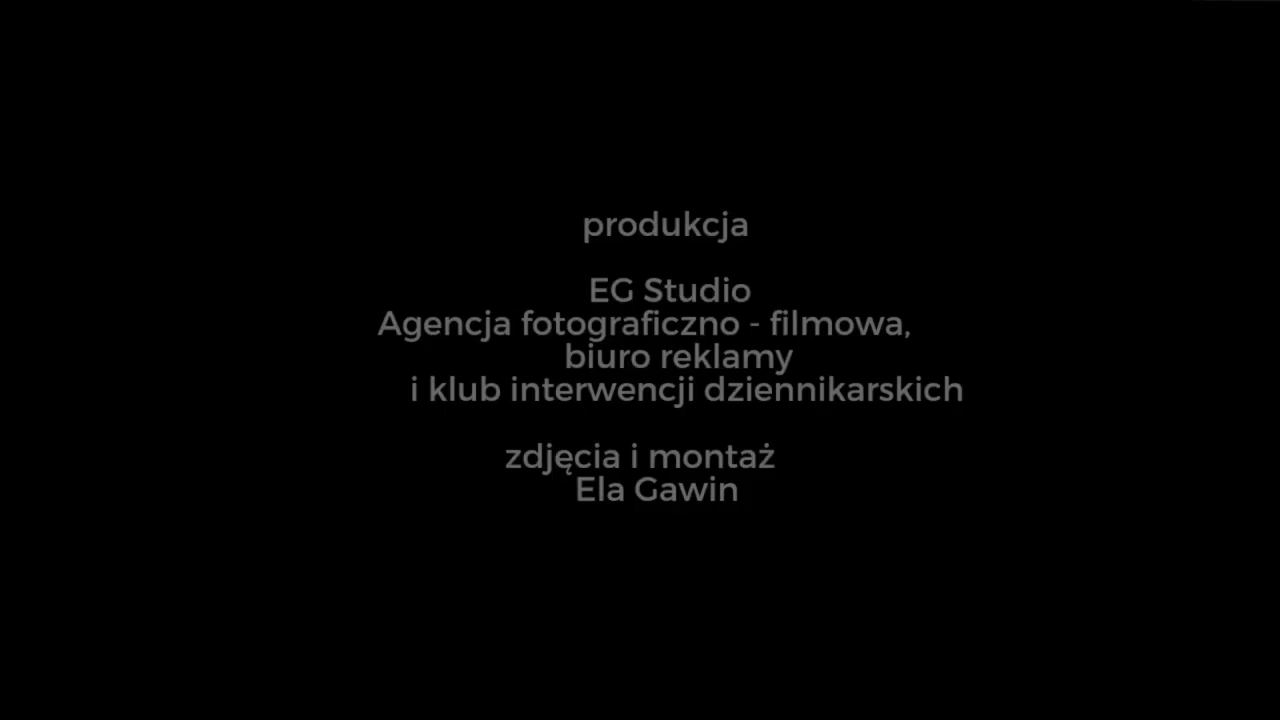 produkcja
EG Studio
Agencja fotograficzno - filmowa,
biuro reklamy
i klub interwencji dziennikarskich
zdjęcia i montaż
Ela Gawin